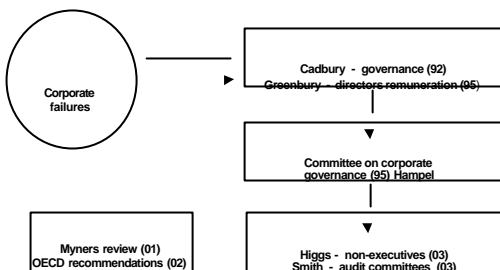 Cadbury - governance (92)
Greenbury - directors remuneration (95)
Corporate
failures
Committee on corporate
governance (95) Hampel
Myners review (01)
OECD recommendations (02)
Higgs - non-executives (03)
Smith - audit committees (03)